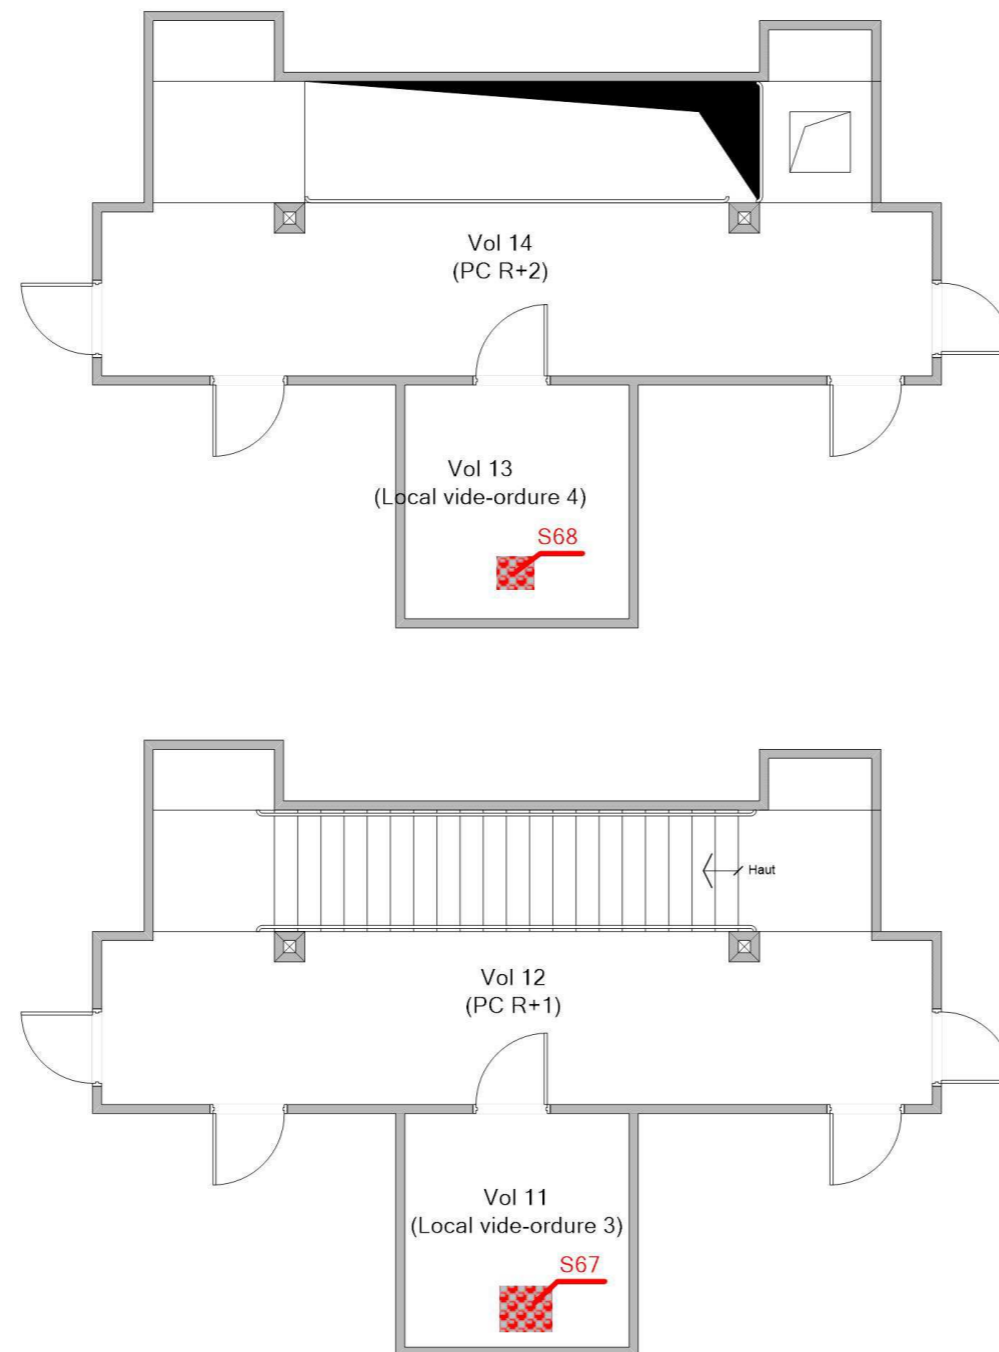 Vol 14
(PC R+2)
Vol 13
(Local vide-ordure 4)
S68
Haut
Vol 12
(PC R+1)
Vol 11
(Local vide-ordure 3)
S67